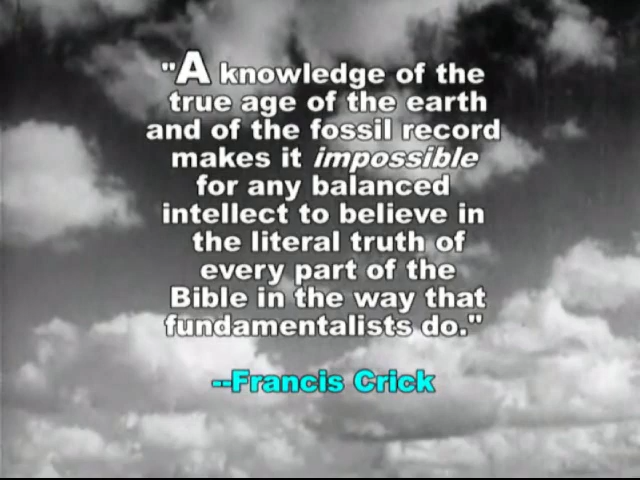 "A knowledge of the
true age of the earth
and of the fossil record
makes it impossible
for any balanced
intellect to believe in
the literal truth of
every part of the
Bible in the way that
fundamentalists do."
--Francis Crick